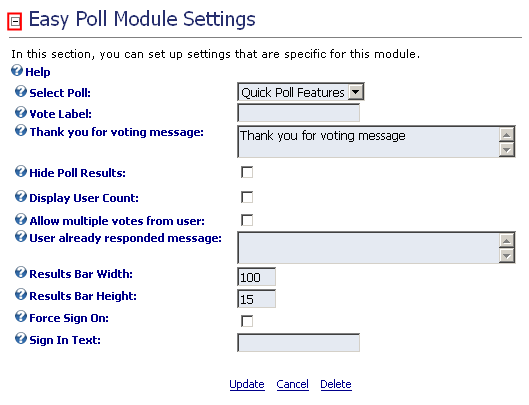 Easy Poll Module Settings
In this section, you can set up settings that are specific for this module.
Help
Select Poll: Quick Poll Features
Vote Label:
Thank you for voting message: Thank you for voting message
Hide Poll Results:
Display User Count:
Allow multiple votes from user:
User already responded message:
Results Bar Width: 100
Results Bar Height: 15
Force Sign On:
Sign In Text:
Update Cancel Delete